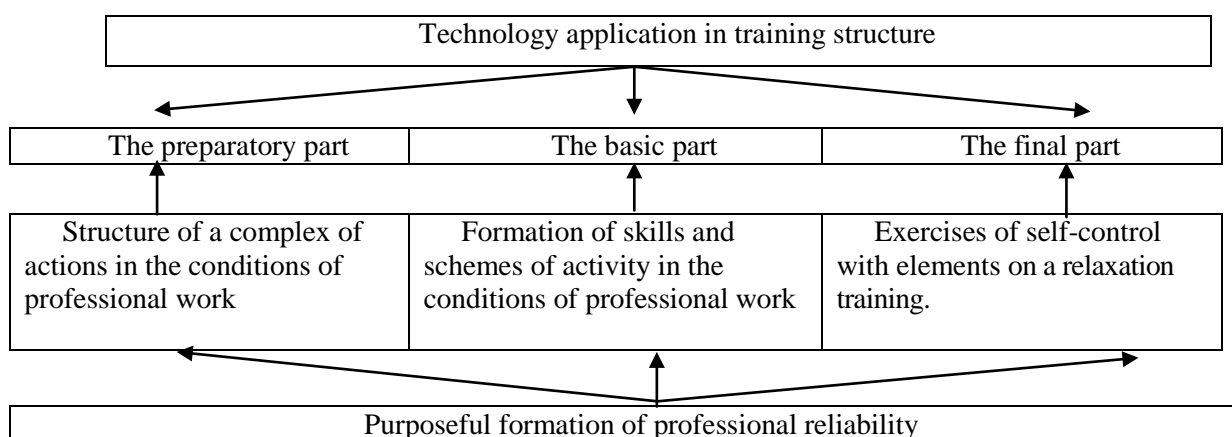 Technology application in training structure
The preparatory part
The basic part
The final part
Structure of a complex of
actions in the conditions of
professional work
Formation of skills and
schemes of activity in the
conditions of professional work
Exercises of self-control
with elements on a relaxation
training.
Purposeful formation of professional reliability